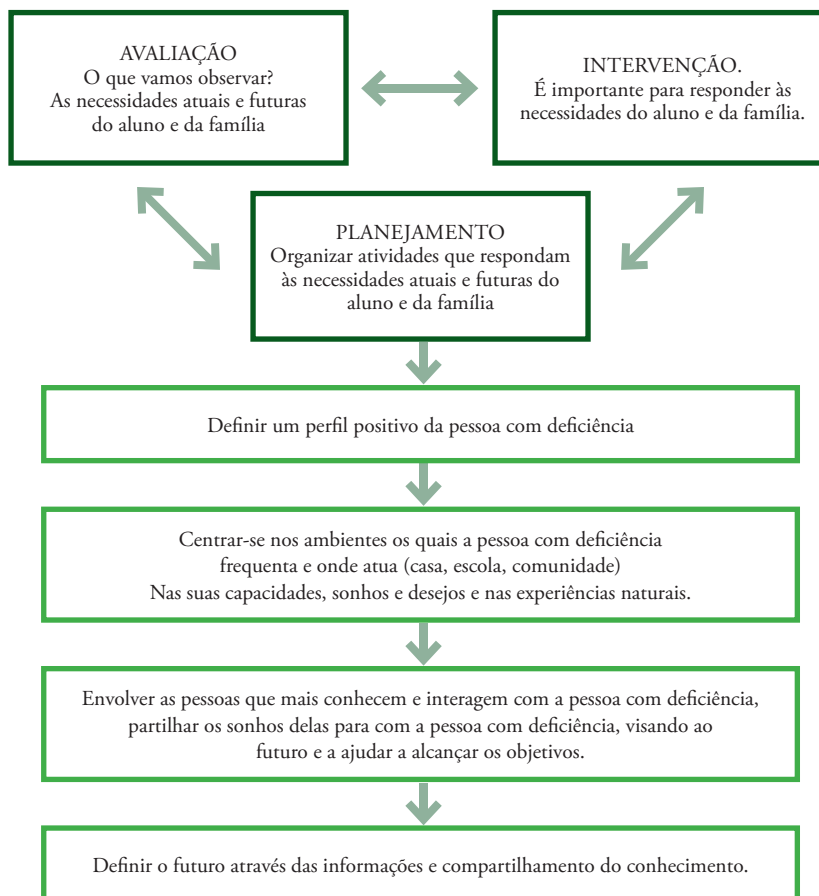 AVALIAÇÃO
O que vamos observar?
As necessidades atuais e futuras
do aluno e da família
INTERVENÇÃO.
É importante para responder às
necessidades do aluno e da família.
PLANEJAMENTO
Organizar atividades que respondam
às necessidades atuais e futuras do
aluno e da família
Definir um perfil positivo da pessoa com deficiência
Centrar-se nos ambientes os quais a pessoa com deficiência
frequenta e onde atua (casa, escola, comunidade)
Nas suas capacidades, sonhos e desejos e nas experiências naturais.
Envolver as pessoas que mais conhecem e interagem com a pessoa com deficiência,
partilhar os sonhos delas para com a pessoa com deficiência, visando ao
futuro e a ajudar a alcançar os objetivos.
Definir o futuro através das informações e compartilhamento do conhecimento.